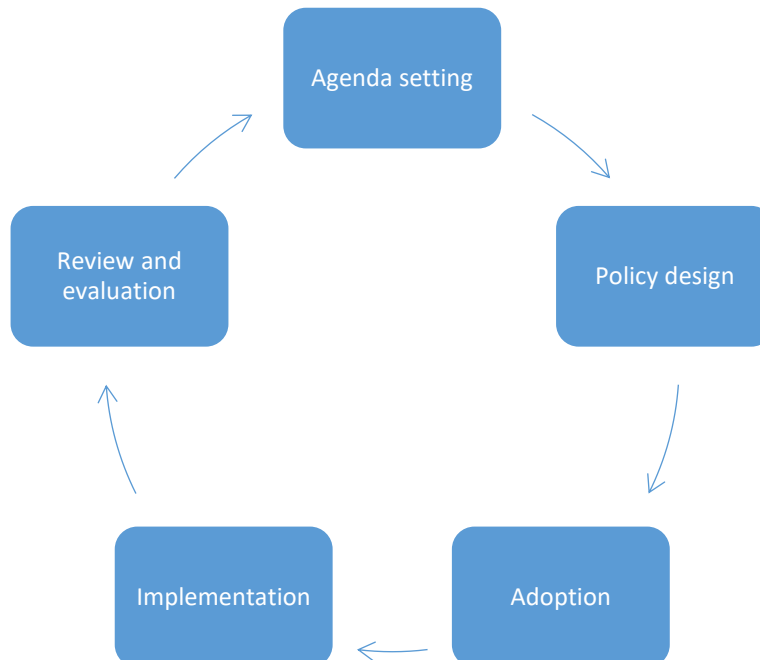 Agenda setting
Policy design
Adoption
Implementation
Review and
evaluation